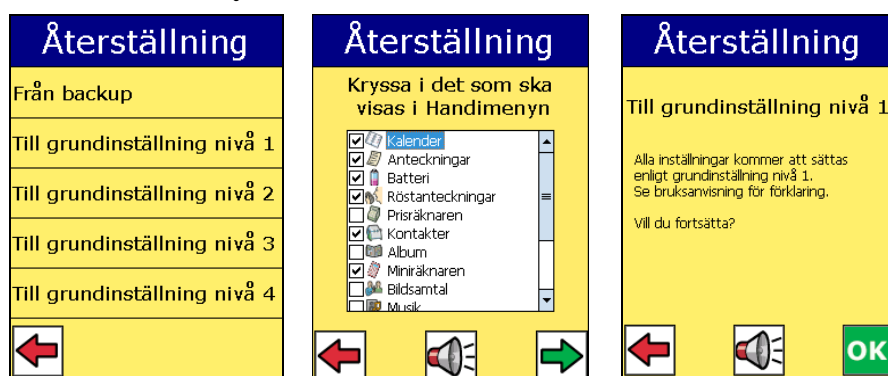 Återställning
Från backup
Till grundinställning nivå 1
Till grundinställning nivå 2
Till grundinställning nivå 3
Till grundinställning nivå 4
Återställning
Kryssa i det som ska
visas i Handimenyn
Kalender
Anteckningar
Batteri
Röstanteckningar
Prisräknaren
Kontakter
Album
Miniräknaren
Bildsamtal
Musik
Återställning
Till grundinställning nivå 1
Alla inställningar kommer att sättas
enligt grundinställning nivå 1.
Se bruksanvisning för förklaring.
Vill du fortsätta?
OK